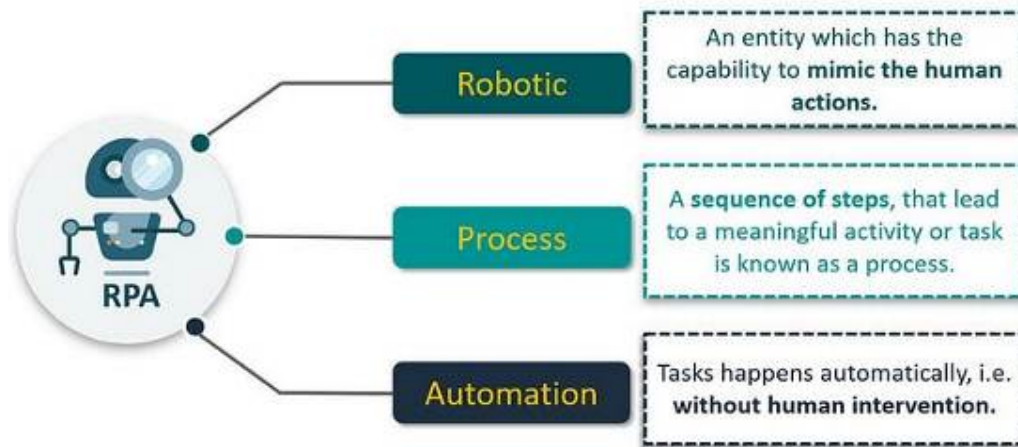 RPA
Robotic
An entity which has the
capability to mimic the human
actions.
Process
A sequence of steps, that lead
to a meaningful activity or task
is known as a process.
Automation
Tasks happens automatically, i.e.
without human intervention.